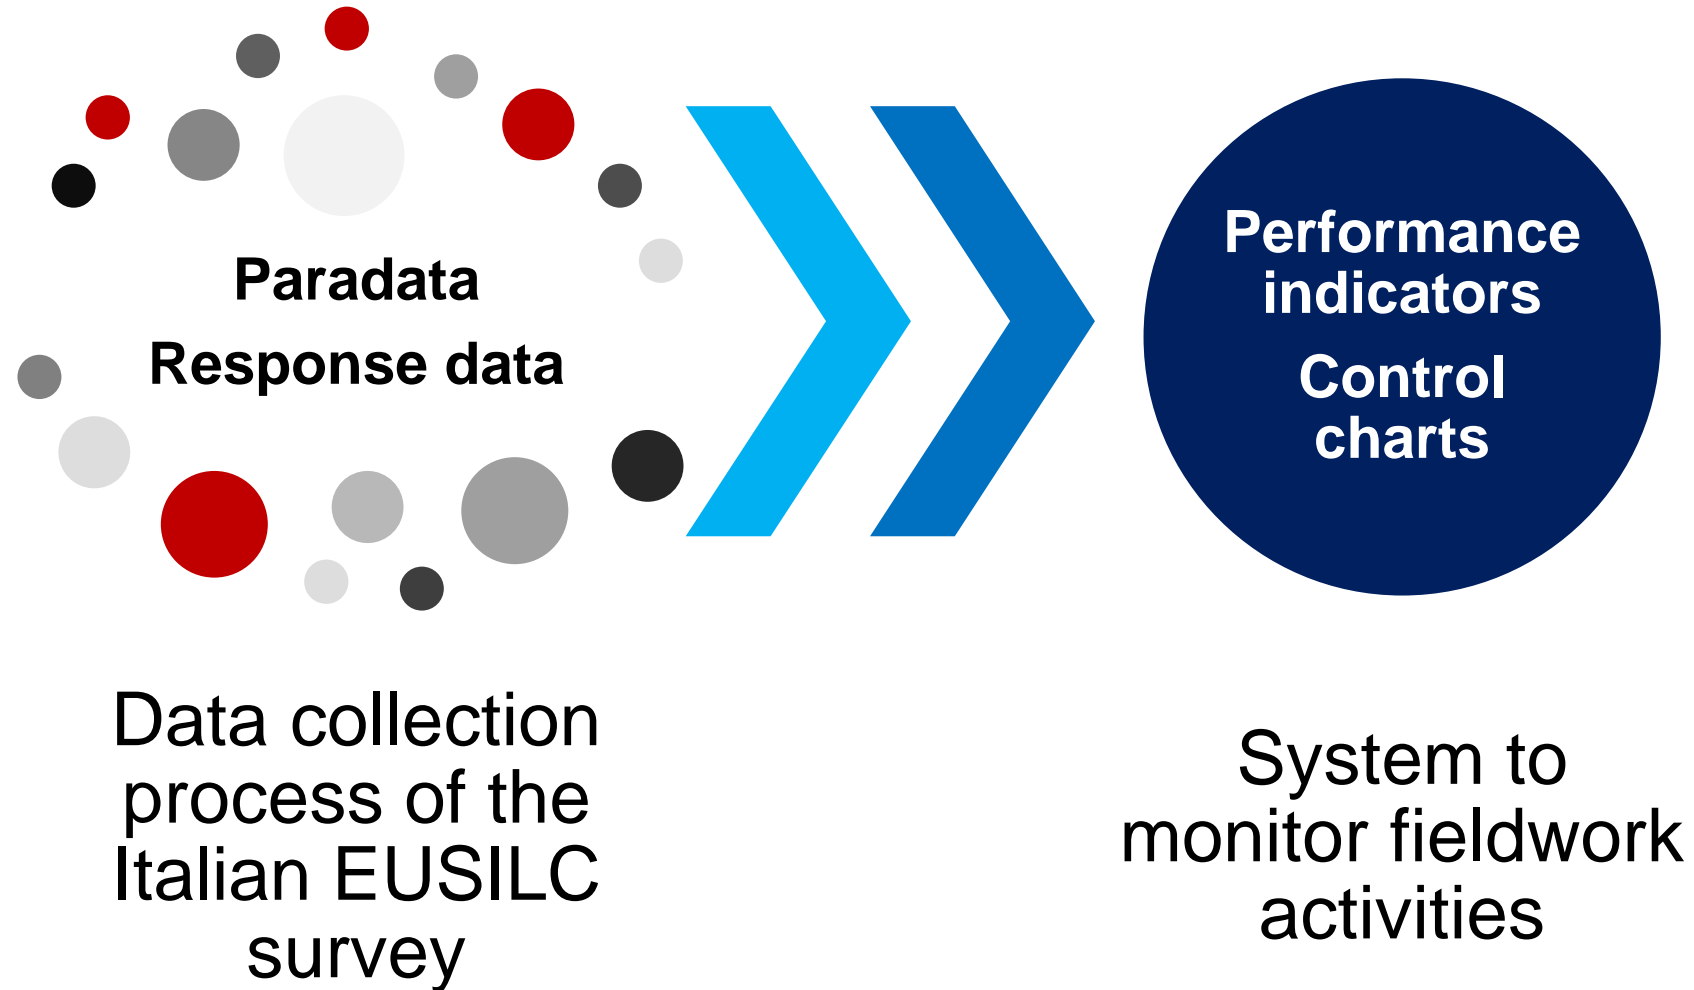 Paradata
Response data
Performance
indicators
Control
charts
Data collection
process of the
Italian EUSILC
survey
System to
monitor fieldwork
activities